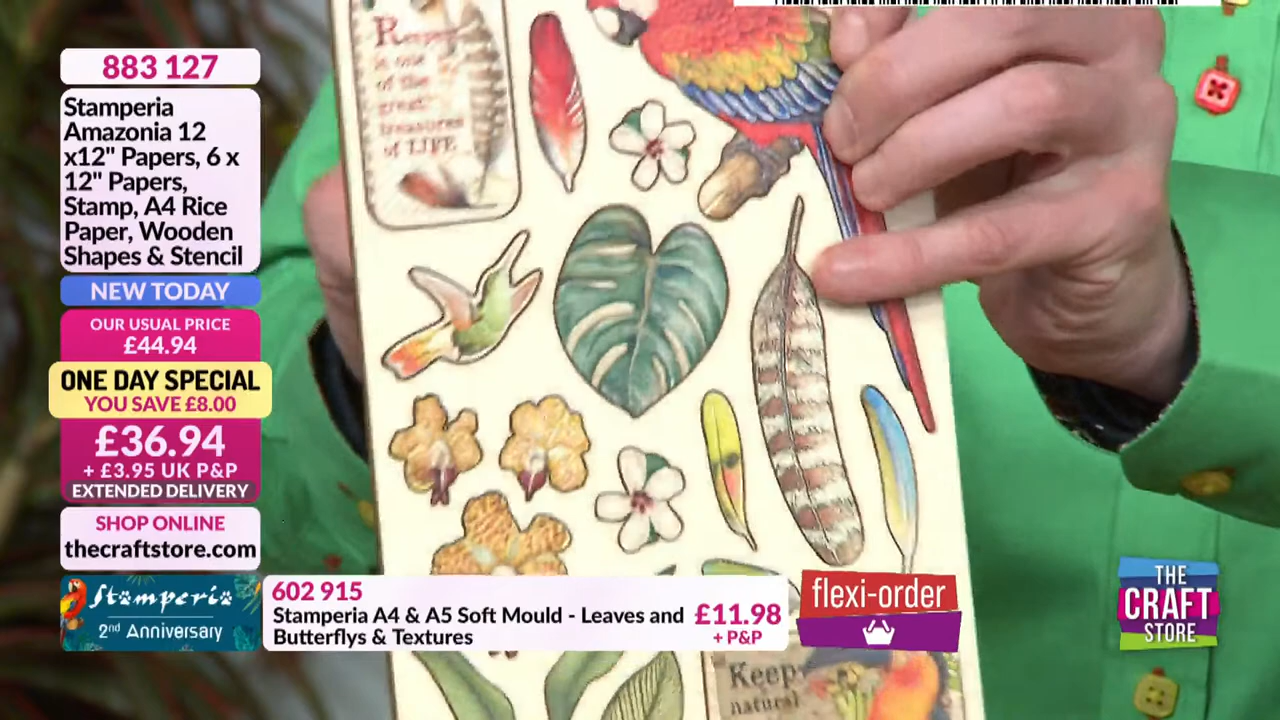 883 127
Stamperia
Amazonia 12
x12" Papers, 6 x
12" Papers,
Stamp, A4 Rice
Paper, Wooden
Shapes & Stencil
NEW TODAY
OUR USUAL PRICE
£44.94
ONE DAY SPECIAL
YOU SAVE £8.00
£36.94
+ £3.95 UK P&P
EXTENDED DELIVERY
SHOP ONLINE
thecraftstore.com
Stamperia
2nd Anniversary
602 915
Stamperia A4 & A5 Soft Mould - Leaves and
Butterflys & Textures
£11.98
+ P&P
flexi-order
THE
CRAFT
STORE
is one
of the
great
treasures
of LIFE
Keep
natural